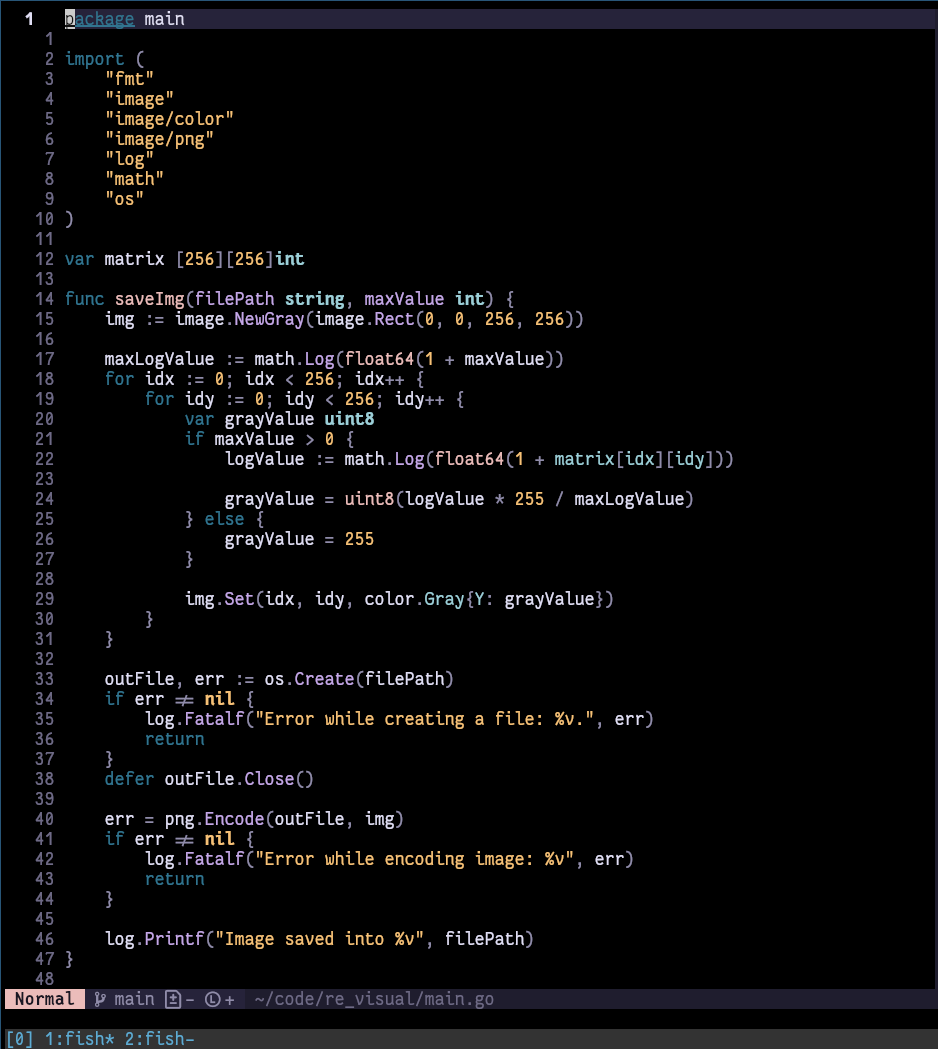 1 package main
1
2 import (
3     "fmt"
4     "image"
5     "image/color"
6     "image/png"
7     "log"
8     "math"
9     "os"
10 )
11
12 var matrix [256][256]int
13
14 func saveImg(filePath string, maxValue int) {
15     img := image.NewGray(image.Rect(0, 0, 256, 256))
16
17     maxLogValue := math.Log(float64(1 + maxValue))
18     for idx := 0; idx < 256; idx++ {
19         for idy := 0; idy < 256; idy++ {
20             var grayValue uint8
21             if maxValue > 0 {
22                 logValue := math.Log(float64(1 + matrix[idx][idy]))
23
24                 grayValue = uint8(logValue * 255 / maxLogValue)
25             } else {
26                 grayValue = 255
27             }
28
29             img.Set(idx, idy, color.Gray{Y: grayValue})
30         }
31     }
32
33     outFile, err := os.Create(filePath)
34     if err != nil {
35         log.Fatalf("Error while creating a file: %v.", err)
36         return
37     }
38     defer outFile.Close()
39
40     err = png.Encode(outFile, img)
41     if err != nil {
42         log.Fatalf("Error while encoding image: %v", err)
43         return
44     }
45
46     log.Printf("Image saved into %v", filePath)
47 }
48
Normal main - + ~/code/re_visual/main.go
[0] 1:fish* 2:fish-